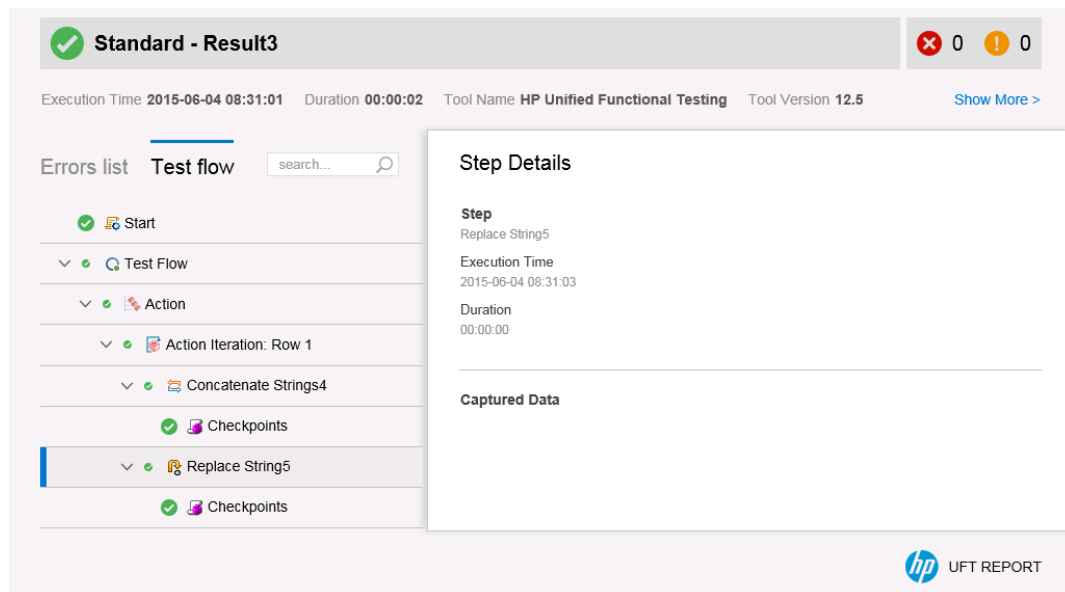 Standard - Result3
0
! 0
Execution Time 2015-06-04 08:31:01 Duration 00:00:02 Tool Name HP Unified Functional Testing Tool Version 12.5 Show More >
Errors list Test flow search...
Start
Test Flow
Action
Action Iteration: Row 1
Concatenate Strings4
Checkpoints
Replace String5
Checkpoints
Step Details
Step
Replace String5
Execution Time
2015-06-04 08:31:03
Duration
00:00:00
Captured Data
hp UFT REPORT